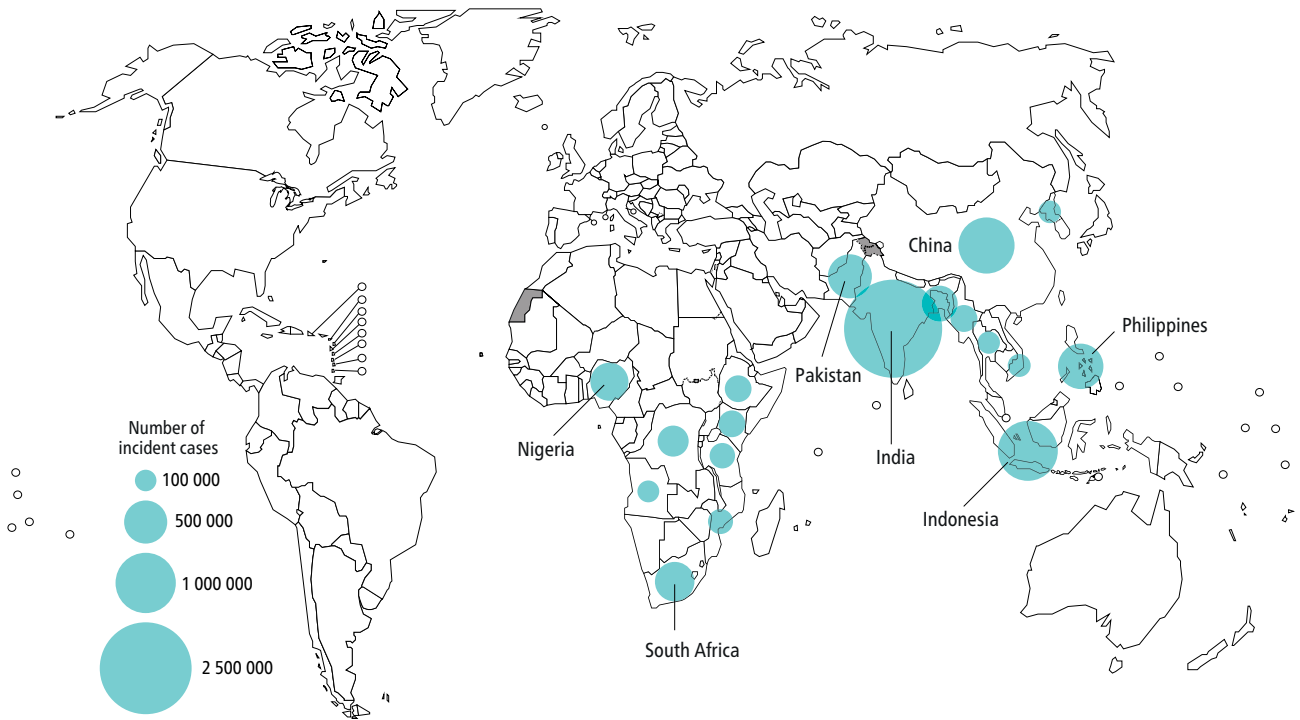 China
Philippines
Pakistan
Number of
incident cases
Nigeria
India
100 000
500 000
Indonesia
1 000 000
South Africa
2 500 000